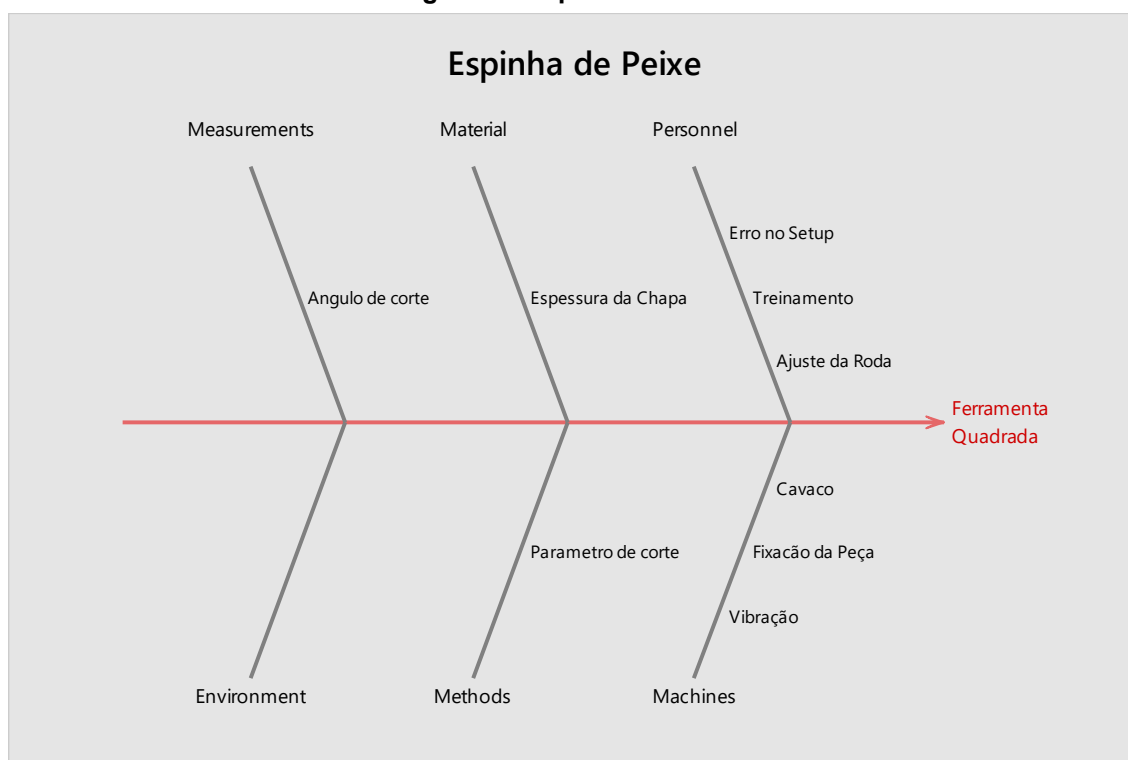 Espinha de Peixe
Measurements
Material
Personnel
Erro no Setup
Angulo de corte
Espessura da Chapa
Treinamento
Ajuste da Roda
Ferramenta
Quadrada
Cavaco
Parametro de corte
Fixacão da Peça
Vibração
Environment
Methods
Machines